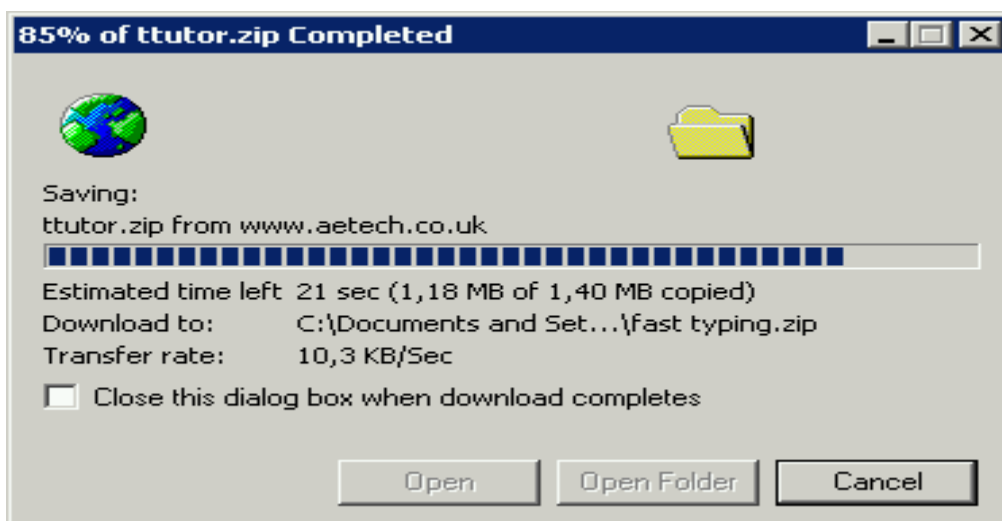 85% of ttutor.zip Completed
Saving:
ttutor.zip from www.aetech.co.uk
Estimated time left 21 sec (1,18 MB of 1,40 MB copied)
Download to: C:\Documents and Set...\fast typing.zip
Transfer rate: 10,3 KB/Sec
Close this dialog box when download completes
Open Open Folder Cancel